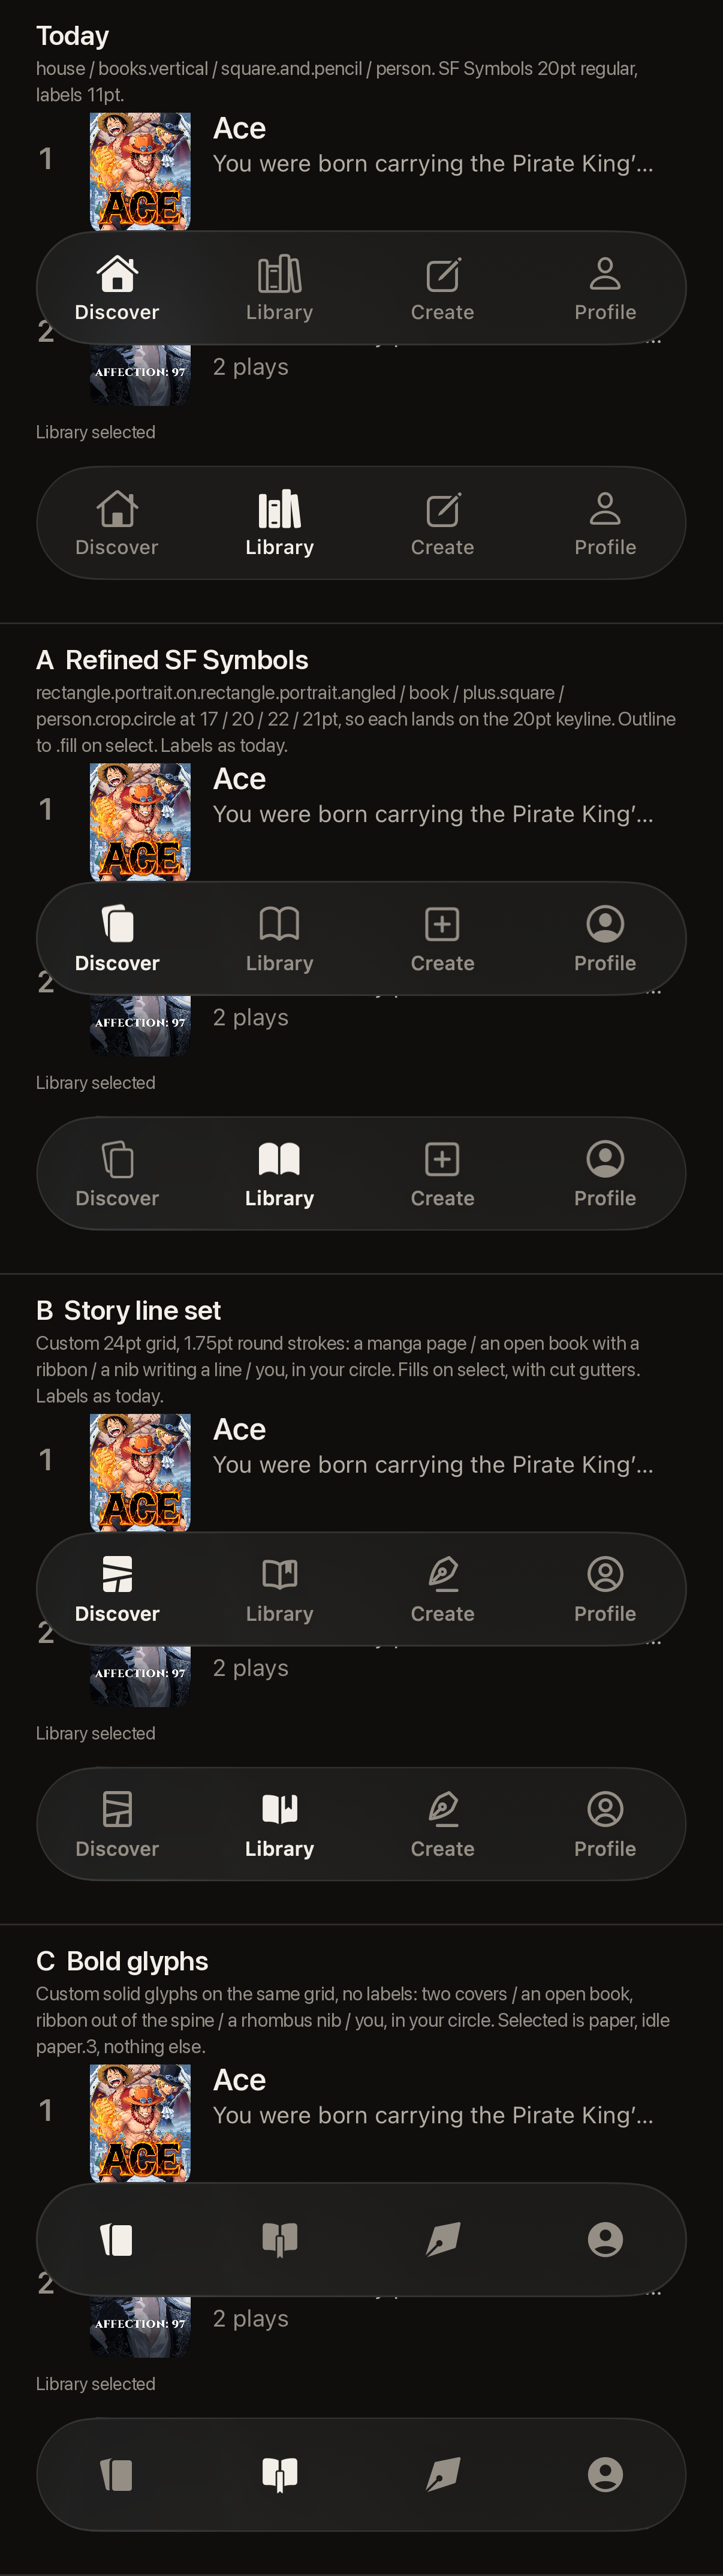 Today
house / books.vertical / square.and.pencil / person. SF Symbols 20pt regular,
labels 11pt.
1
ACE
Ace
You were born carrying the Pirate King’...
Discover
Library
Create
Profile
2
AFFECTION: 97
2 plays
...
Library selected
Discover
Library
Create
Profile
A Refined SF Symbols
rectangle.portrait.on.rectangle.portrait.angled / book / plus.square /
person.crop.circle at 17 / 20 / 22 / 21pt, so each lands on the 20pt keyline. Outline
to .fill on select. Labels as today.
1
ACE
Ace
You were born carrying the Pirate King’...
Discover
Library
Create
Profile
2
AFFECTION: 97
2 plays
...
Library selected
Discover
Library
Create
Profile
B Story line set
Custom 24pt grid, 1.75pt round strokes: a manga page / an open book with a
ribbon / a nib writing a line / you, in your circle. Fills on select, with cut gutters.
Labels as today.
1
ACE
Ace
You were born carrying the Pirate King’...
Discover
Library
Create
Profile
2
AFFECTION: 97
2 plays
...
Library selected
Discover
Library
Create
Profile
C Bold glyphs
Custom solid glyphs on the same grid, no labels: two covers / an open book,
ribbon out of the spine / a rhombus nib / you, in your circle. Selected is paper, idle
paper.3, nothing else.
1
ACE
Ace
You were born carrying the Pirate King’...
2
AFFECTION: 97
2 plays
...
Library selected